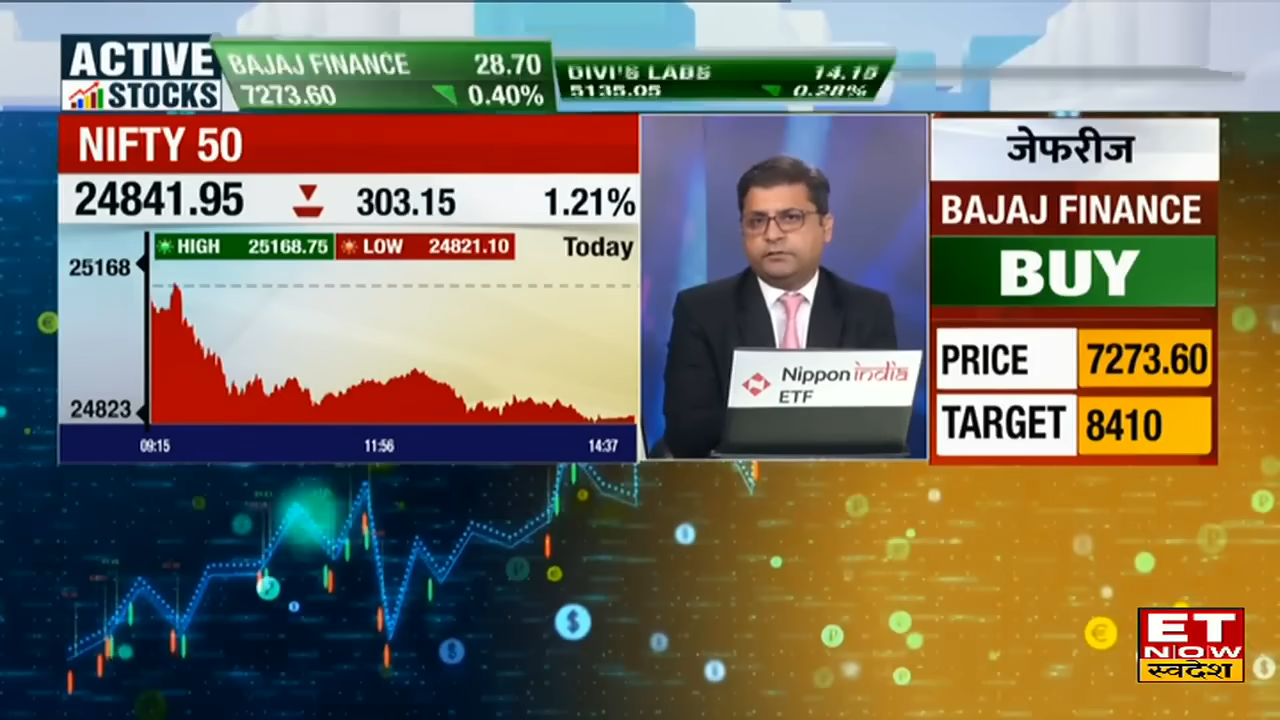 ACTIVE
STOCKS
BAJAJ FINANCE 28.70
7273.60 0.40%
DIVI'S LABS 14.15
5135.05 0.28%
NIFTY 50
24841.95 303.15 1.21%
HIGH 25168.75 LOW 24821.10 Today
25168
24823
09:15 11:56 14:37
Nippon india
ETF
जेफरीज
BAJAJ FINANCE
BUY
PRICE 7273.60
TARGET 8410
ET
NOW
स्वदेश